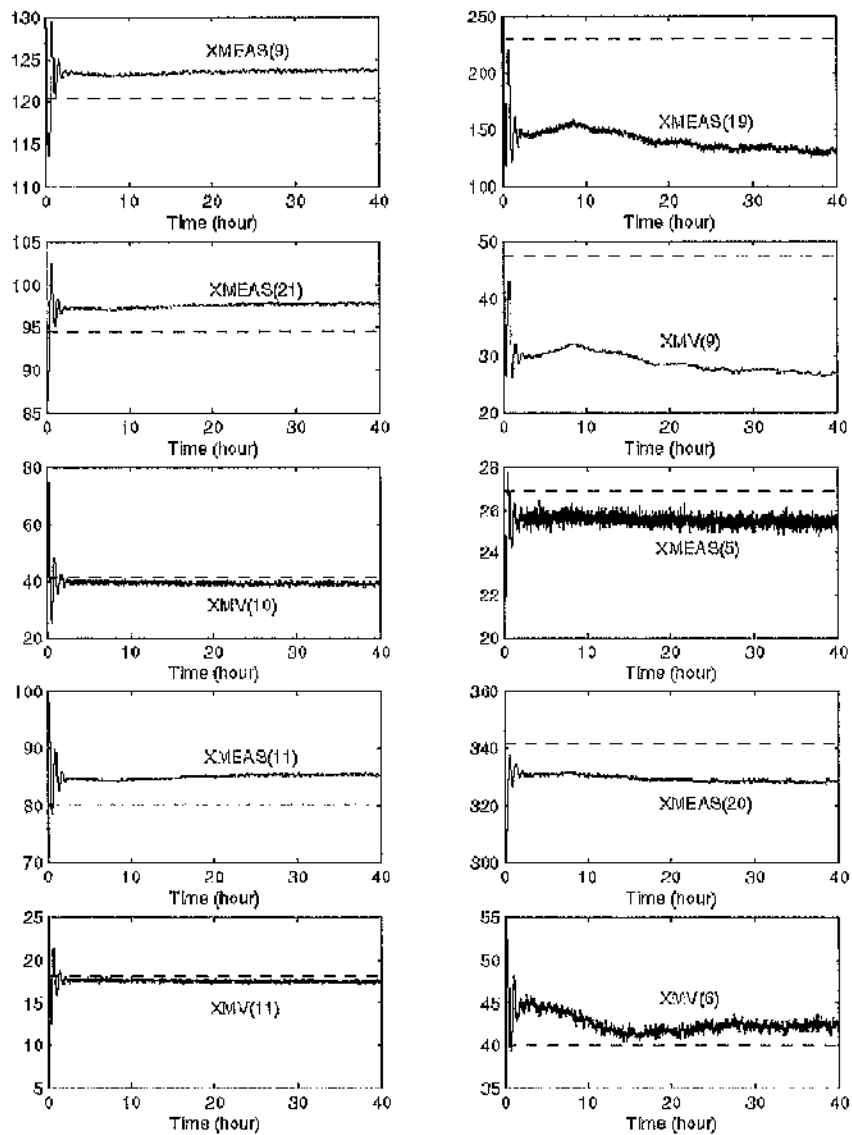 130
125
120
115
110
XMEAS(9)
0 10 20 30 40
Time (hour)
250
200
150
100
XMEAS(19)
0 10 20 30 40
Time (hour)
105
100
95
90
85
XMEAS(21)
0 10 20 30 40
Time (hour)
50
40
30
20
XMV(9)
0 10 20 30 40
Time (hour)
80
60
40
20
XMV(10)
0 10 20 30 40
Time (hour)
28
26
24
22
20
XMEAS(5)
0 10 20 30 40
Time (hour)
100
90
80
70
XMEAS(11)
0 10 20 30 40
Time (hour)
360
340
320
300
XMEAS(20)
0 10 20 30 40
Time (hour)
25
20
15
10
5
XMV(11)
0 10 20 30 40
Time (hour)
55
50
45
40
35
XMV(6)
0 10 20 30 40
Time (hour)